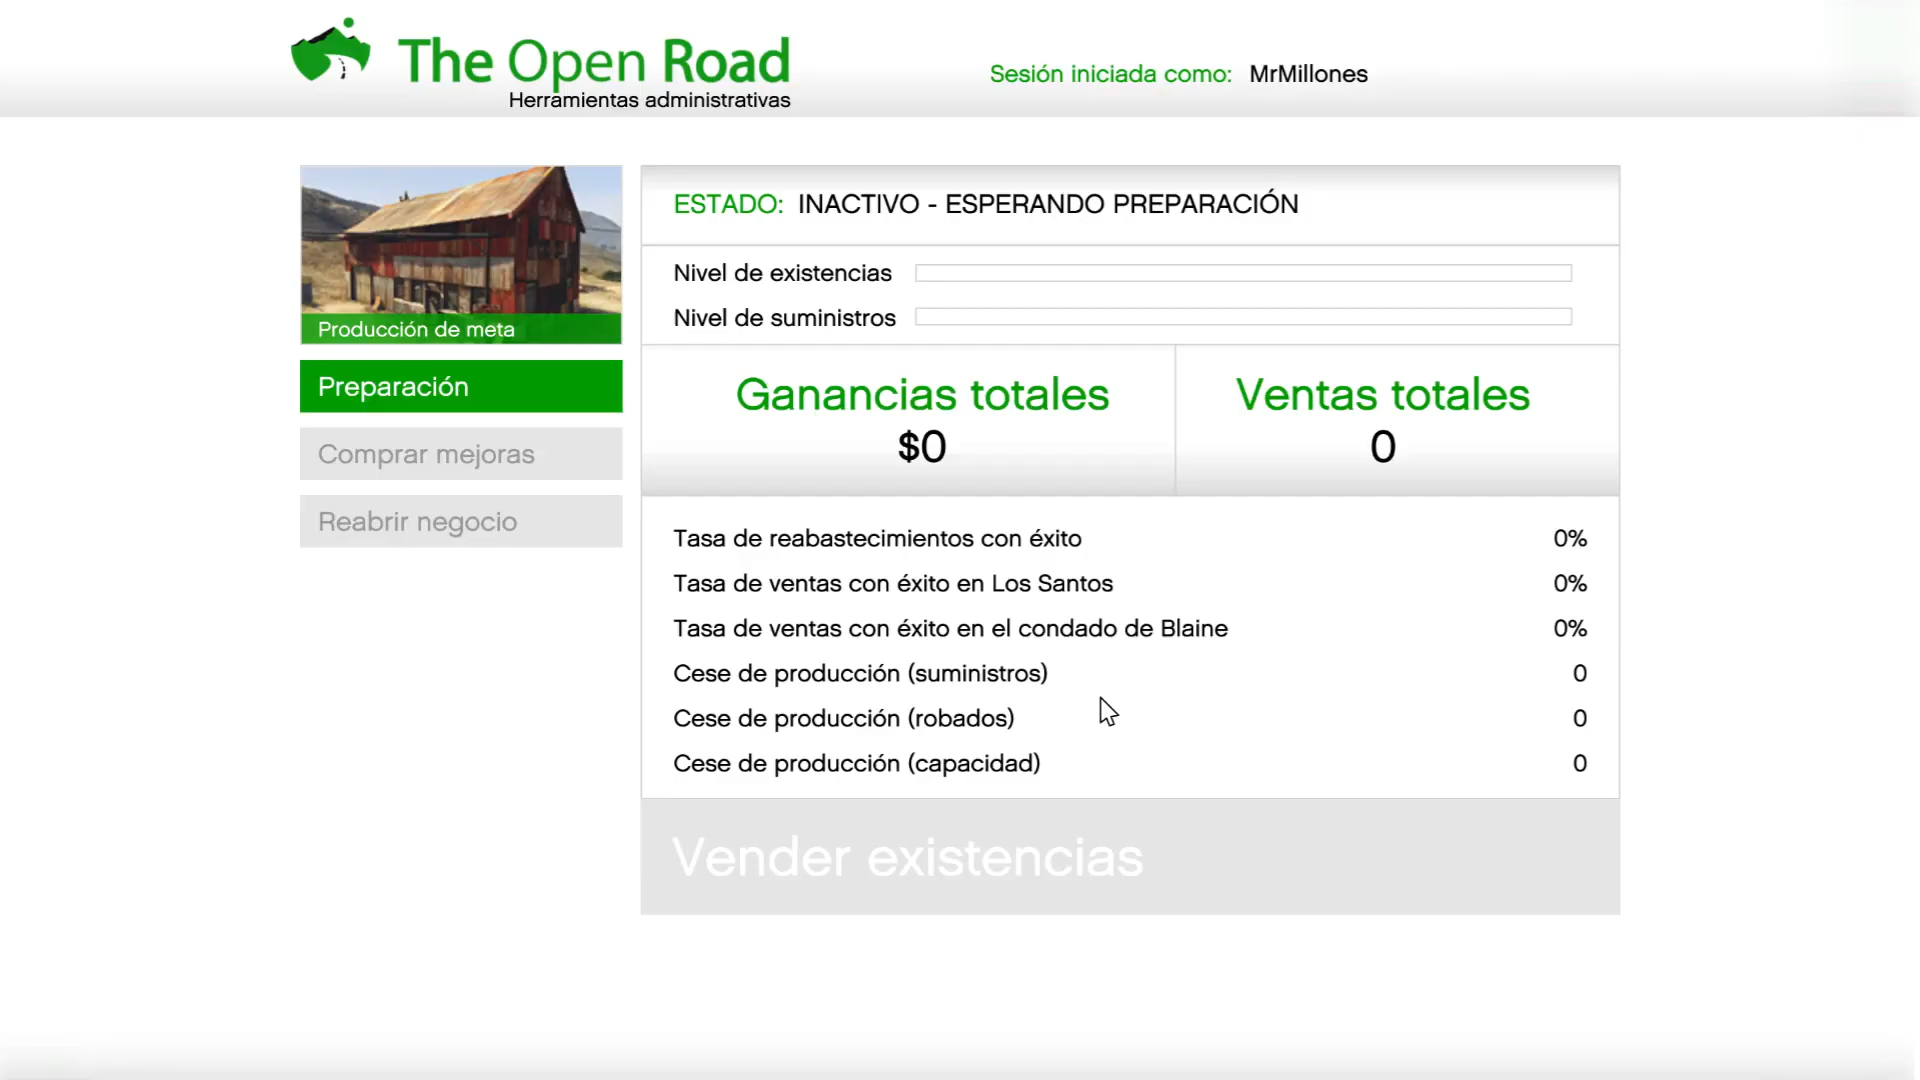 The Open Road
Herramientas administrativas
Sesión iniciada como: MrMillones
Producción de meta
Preparación
Comprar mejoras
Reabrir negocio
ESTADO: INACTIVO - ESPERANDO PREPARACIÓN
Nivel de existencias
Nivel de suministros
Ganancias totales
$0
Ventas totales
0
Tasa de reabastecimientos con éxito 0%
Tasa de ventas con éxito en Los Santos 0%
Tasa de ventas con éxito en el condado de Blaine 0%
Cese de producción (suministros) 0
Cese de producción (robados) 0
Cese de producción (capacidad) 0
Vender existencias